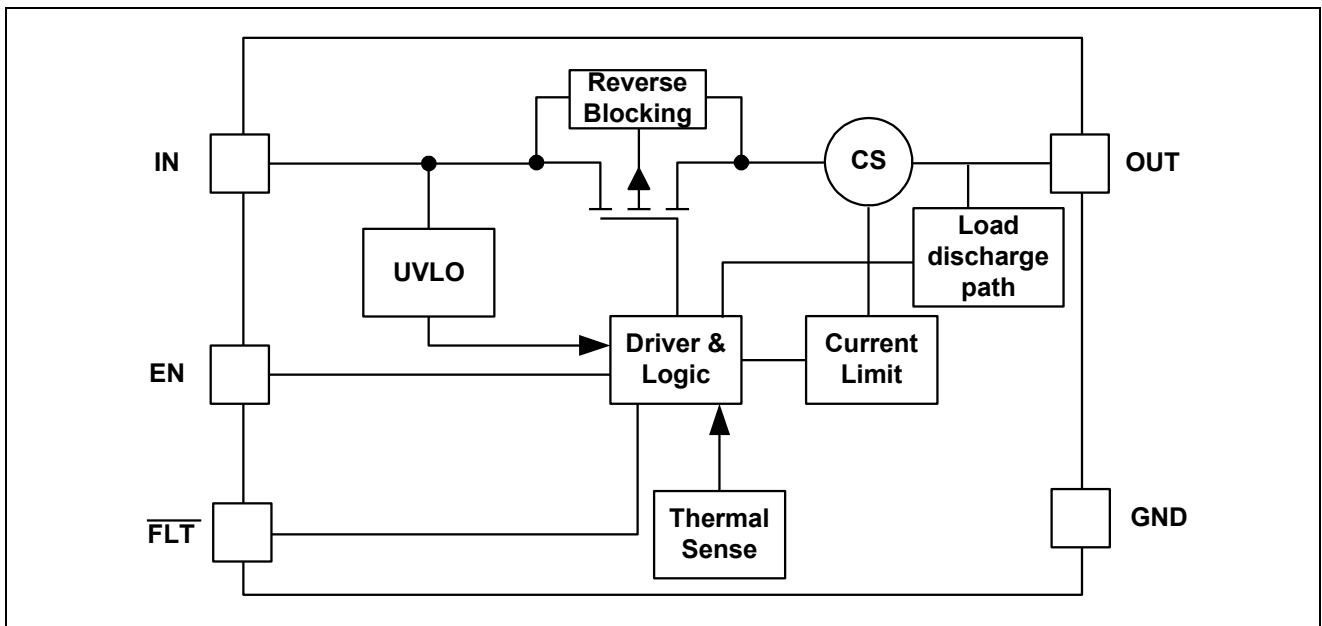 Reverse
Blocking
IN
CS
OUT
UVLO
Load
discharge
path
EN
Driver &
Logic
Current
Limit
FLT
Thermal
Sense
GND